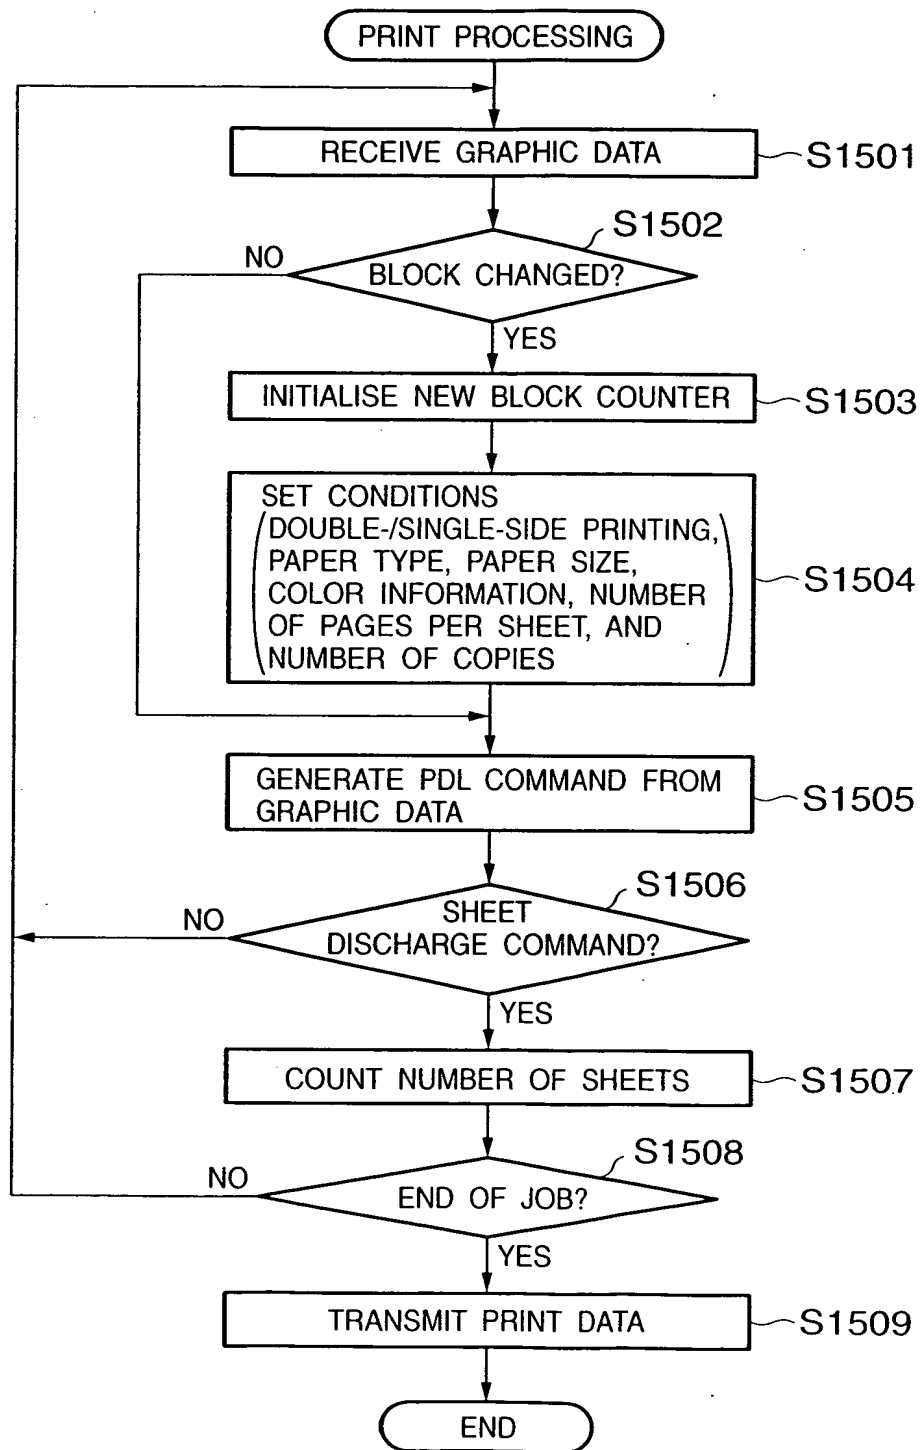 PRINT PROCESSING
RECEIVE GRAPHIC DATA
S1501
S1502
NO
BLOCK CHANGED?
YES
INITIALISE NEW BLOCK COUNTER
S1503
SET CONDITIONS
DOUBLE-/SINGLE-SIDE PRINTING,
PAPER TYPE, PAPER SIZE,
COLOR INFORMATION, NUMBER
OF PAGES PER SHEET, AND
NUMBER OF COPIES
S1504
GENERATE PDL COMMAND FROM
GRAPHIC DATA
S1505
S1506
NO
SHEET
DISCHARGE COMMAND?
YES
COUNT NUMBER OF SHEETS
S1507
S1508
NO
END OF JOB?
YES
TRANSMIT PRINT DATA
S1509
END